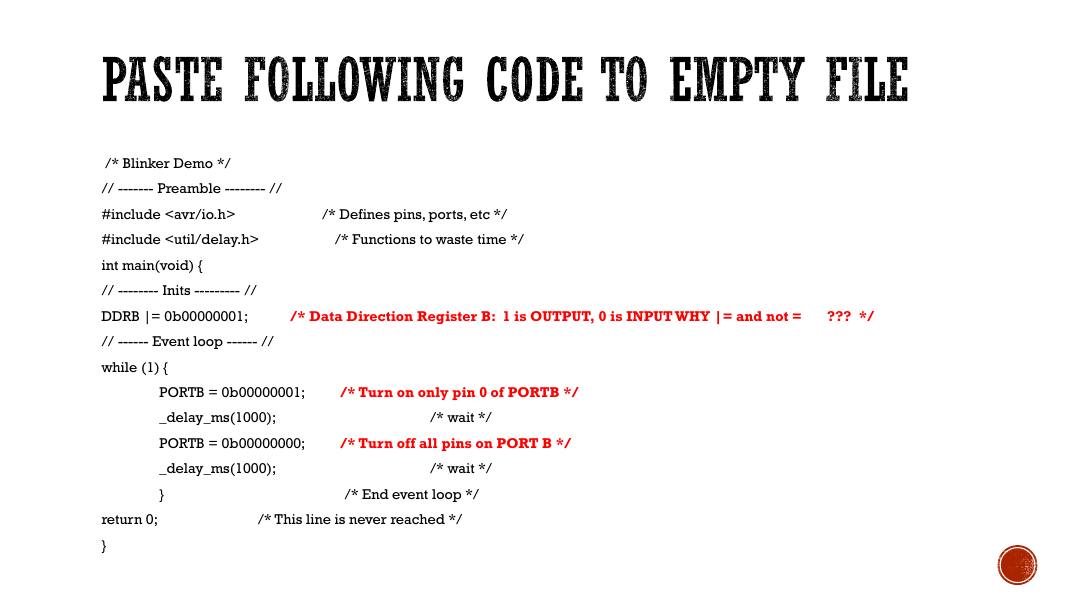 PASTE FOLLOWING CODE TO EMPTY FILE
/* Blinker Demo */
// ------- Preamble -------- //
#include <avr/io.h> /* Defines pins, ports, etc */
#include <util/delay.h> /* Functions to waste time */
int main(void) {
// -------- Inits --------- //
DDRB |= 0b00000001; /* Data Direction Register B: 1 is OUTPUT, 0 is INPUT WHY |= and not = ??? */
// ------ Event loop ------ //
while (1) {
PORTB = 0b00000001; /* Turn on only pin 0 of PORTB */
_delay_ms(1000); /* wait */
PORTB = 0b00000000; /* Turn off all pins on PORT B */
_delay_ms(1000); /* wait */
} /* End event loop */
return 0; /* This line is never reached */
}